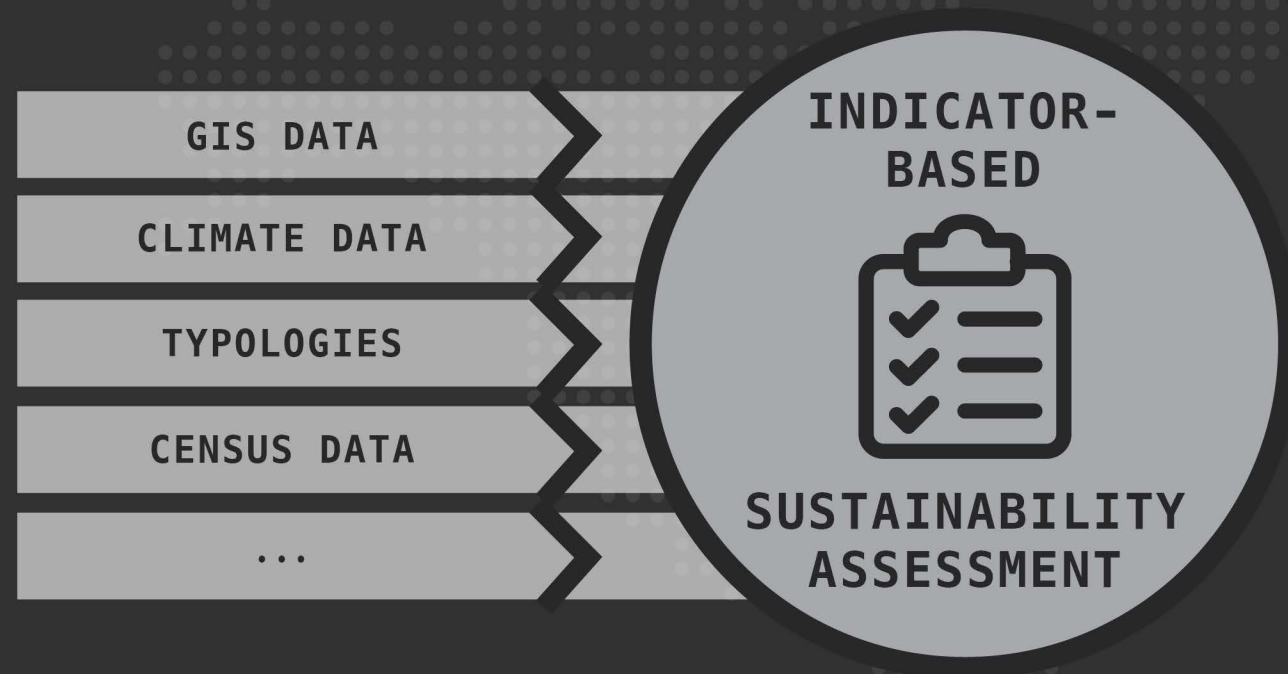 GIS DATA
CLIMATE DATA
TYPOLOGIES
CENSUS DATA
...
INDICATOR-
BASED
SUSTAINABILITY
ASSESSMENT